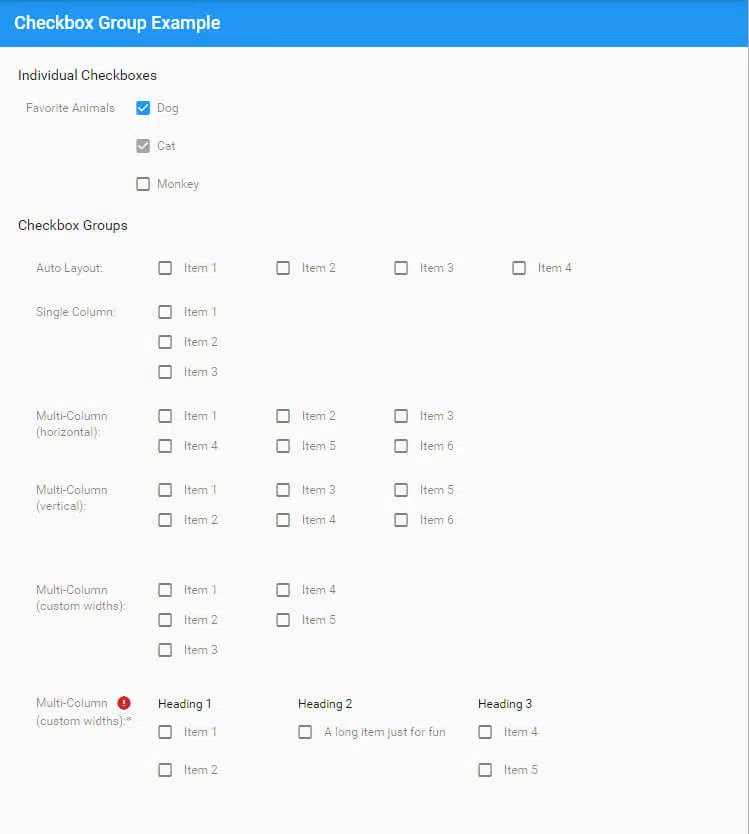 Checkbox Group Example
Individual Checkboxes
Favorite Animals Dog
Cat
Monkey
Checkbox Groups
Auto Layout: Item 1 Item 2 Item 3 Item 4
Single Column: Item 1
Item 2
Item 3
Multi-Column Item 1 Item 2 Item 3
(horizontal): Item 4 Item 5 Item 6
Multi-Column Item 1 Item 3 Item 5
(vertical): Item 2 Item 4 Item 6
Multi-Column Item 1 Item 4
(custom widths): Item 2 Item 5
Item 3
Multi-Column Heading 1 Heading 2 Heading 3
(custom widths):* Item 1 A long item just for fun Item 4
Item 2 Item 5